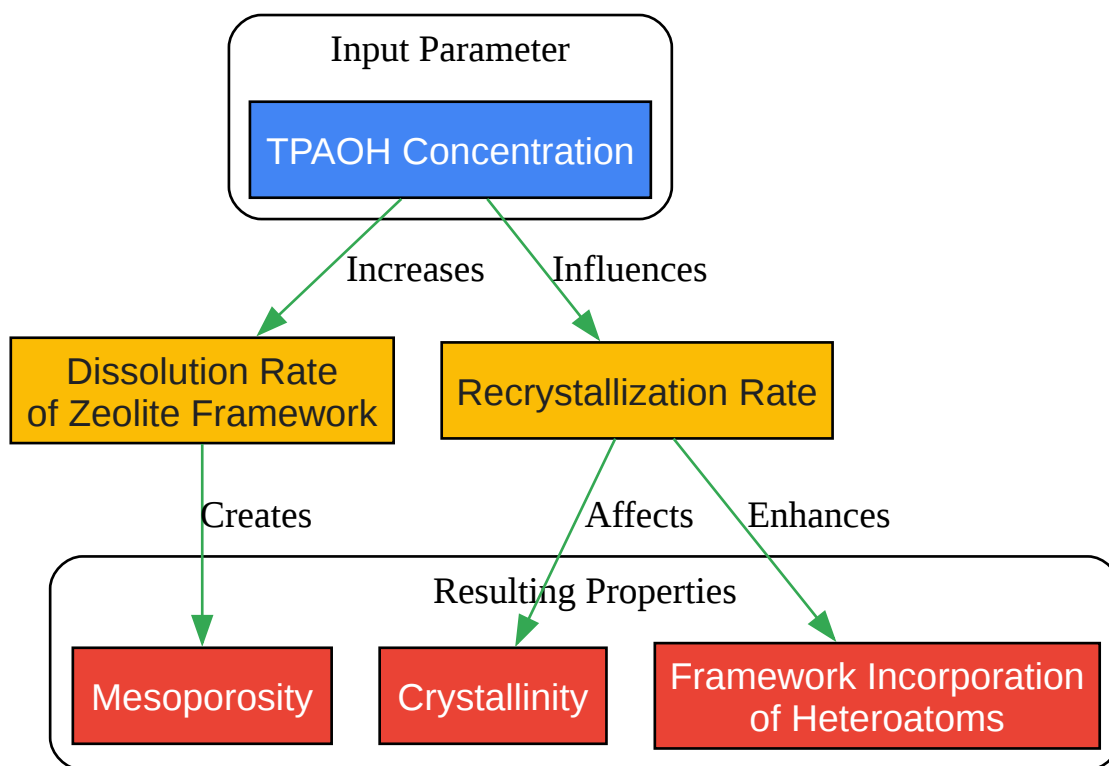 Input Parameter
TPAOH Concentration
Increases
Influences
Dissolution Rate
of Zeolite Framework
Recrystallization Rate
Creates
Affects
Enhances
Resulting Properties
Mesoporosity
Crystallinity
Framework Incorporation
of Heteroatoms